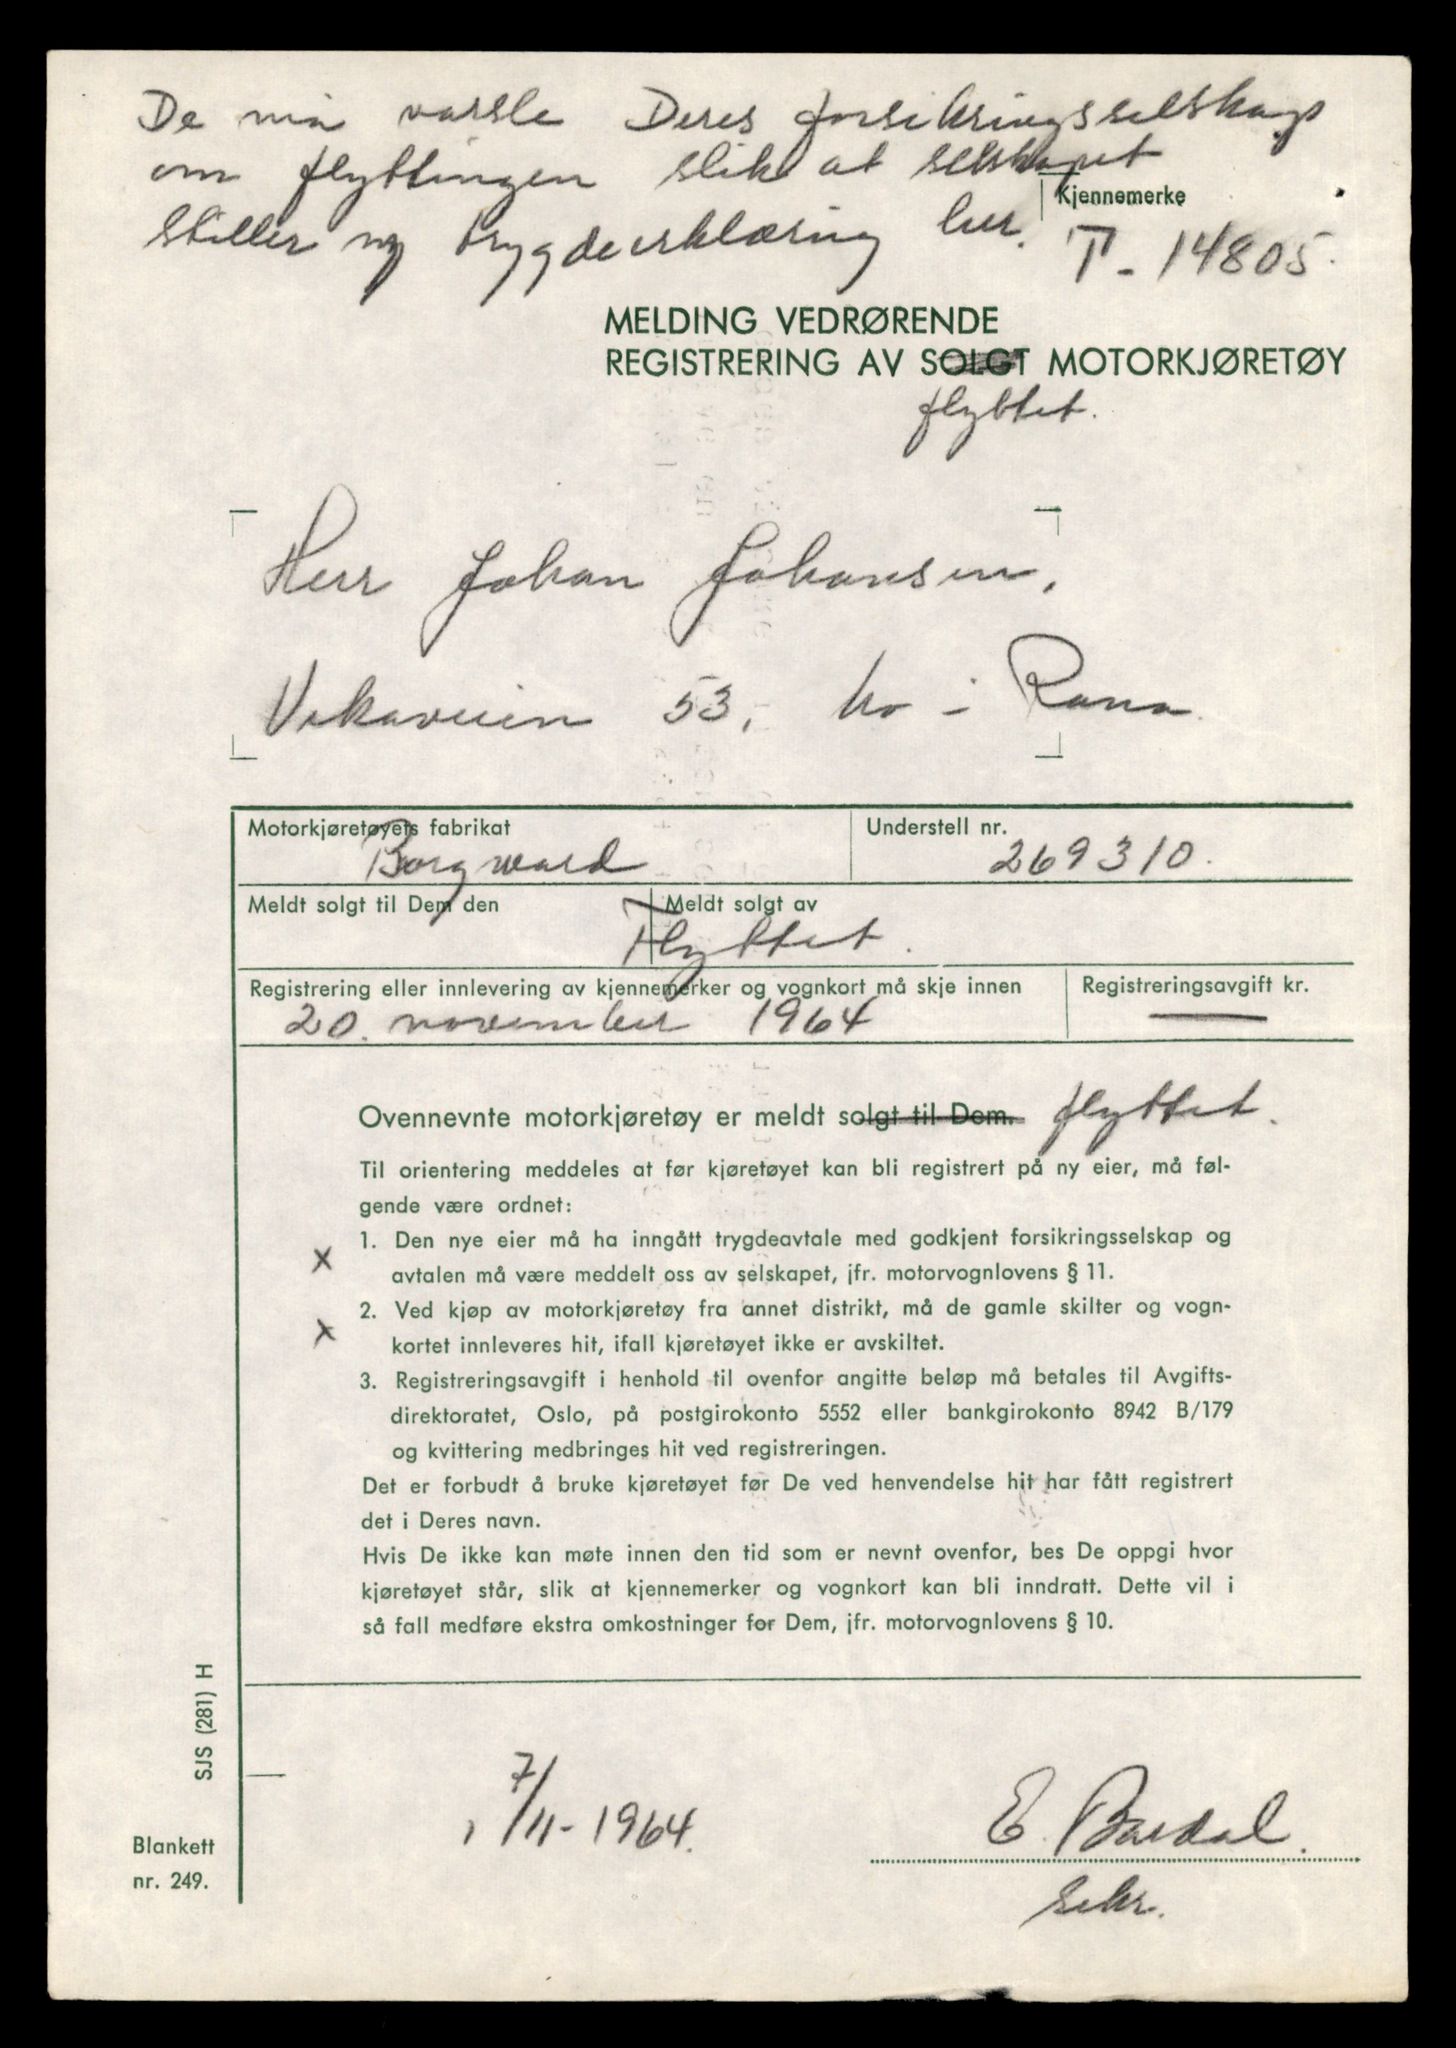 De må varsle Deres forsikringsselskap
om flyttingen slik at selskapet
stiller ny trygdeerklæring her.
Kjennemerke
T - 14805.
MELDING VEDRØRENDE
REGISTRERING AV SOLGT MOTORKJØRETØY
flyttet.
Herr Johan Johansen,
Vikaveien 53, Mo i Rana.
Motorkjøretøyets fabrikat
Understell nr.
Borgward
269310.
Meldt solgt til Dem den
Meldt solgt av
Flyttet.
Registrering eller innlevering av kjennemerker og vognkort må skje innen
Registreringsavgift kr.
20. november 1964
—
Ovennevnte motorkjøretøy er meldt solgt til Dem. flyttet.
Til orientering meddeles at før kjøretøyet kan bli registrert på ny eier, må føl-
gende være ordnet:
x 1. Den nye eier må ha inngått trygdeavtale med godkjent forsikringsselskap og
avtalen må være meddelt oss av selskapet, jfr. motorvognlovens § 11.
x 2. Ved kjøp av motorkjøretøy fra annet distrikt, må de gamle skilter og vogn-
kortet innleveres hit, ifall kjøretøyet ikke er avskiltet.
3. Registreringsavgift i henhold til ovenfor angitte beløp må betales til Avgifts-
direktoratet, Oslo, på postgirokonto 5552 eller bankgirokonto 8942 B/179
og kvittering medbringes hit ved registreringen.
Det er forbudt å bruke kjøretøyet før De ved henvendelse hit har fått registrert
det i Deres navn.
Hvis De ikke kan møte innen den tid som er nevnt ovenfor, bes De oppgi hvor
kjøretøyet står, slik at kjennemerker og vognkort kan bli inndratt. Dette vil i
så fall medføre ekstra omkostninger for Dem, jfr. motorvognlovens § 10.
SJS (281) H
, 7/11-1964.
E. Bardal.
sekr.
Blankett
nr. 249.